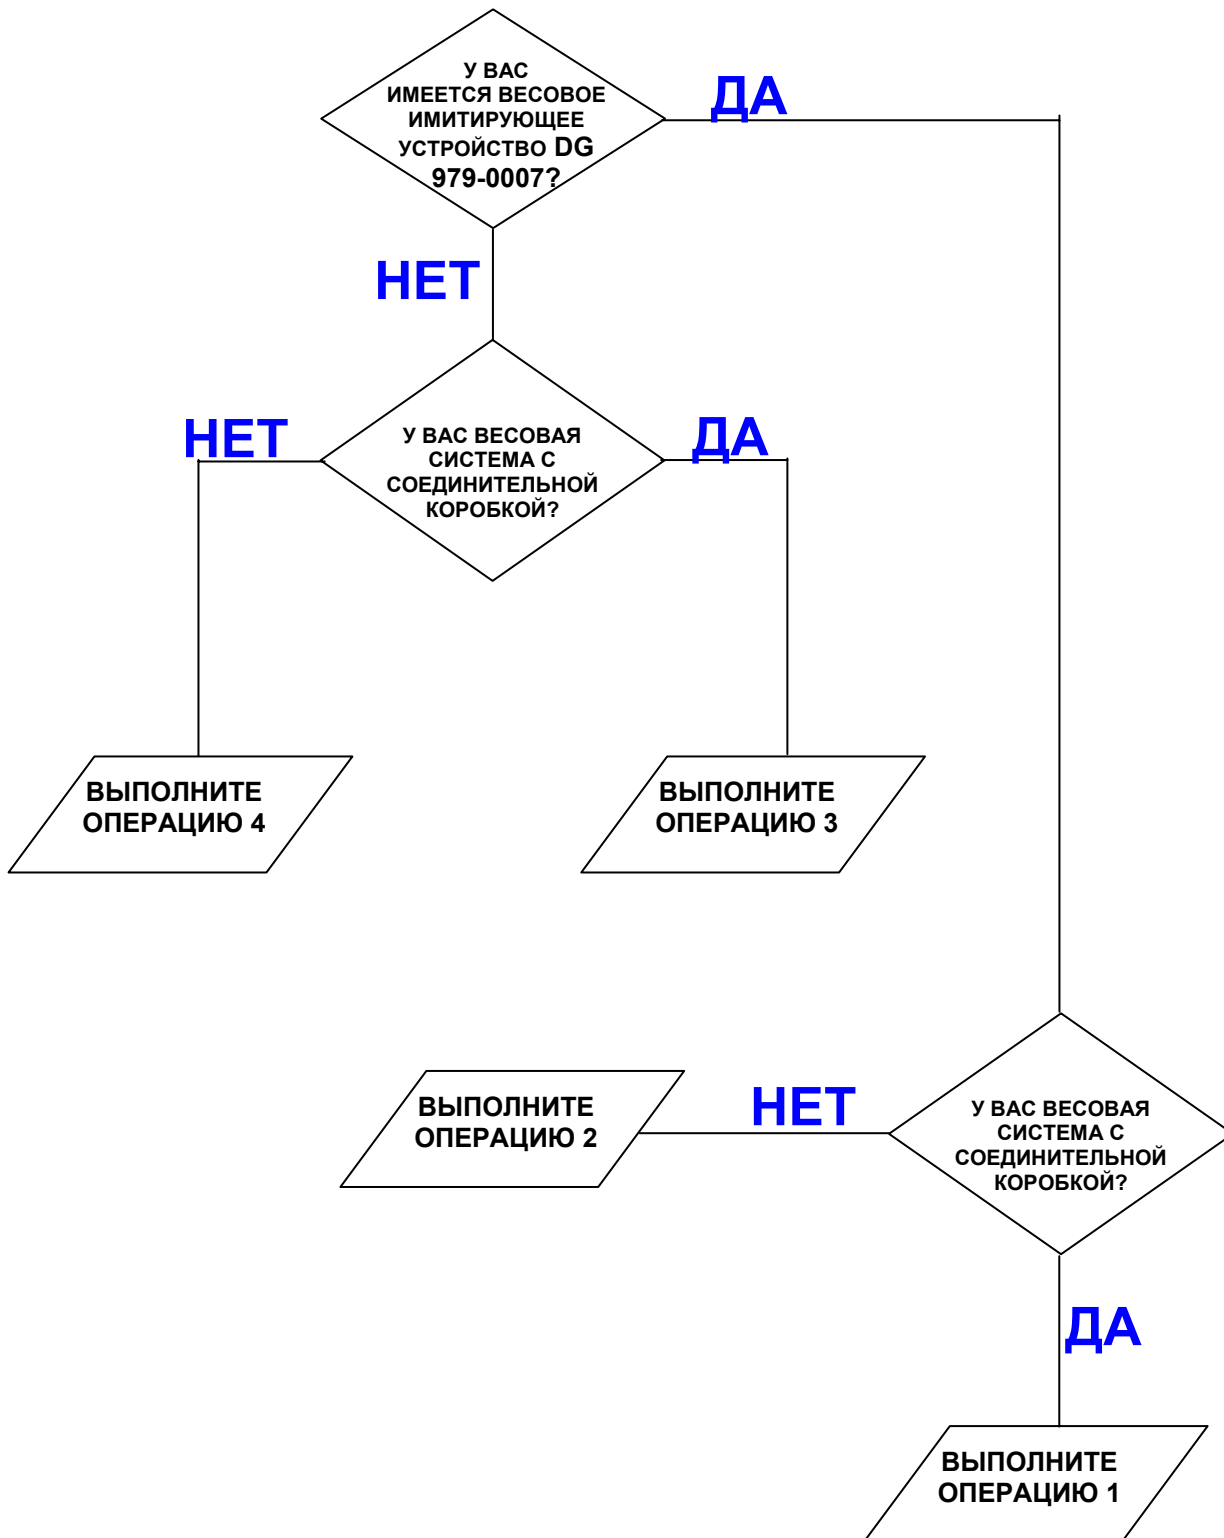 У ВАС
ИМЕЕТСЯ ВЕСОВОЕ
ИМИТИРУЮЩЕЕ
УСТРОЙСТВО DG
979-0007?
ДА
НЕТ
НЕТ
У ВАС ВЕСОВАЯ
СИСТЕМА С
СОЕДИНИТЕЛЬНОЙ
КОРОБКОЙ?
ДА
ВЫПОЛНИТЕ
ОПЕРАЦИЮ 4
ВЫПОЛНИТЕ
ОПЕРАЦИЮ 3
ВЫПОЛНИТЕ
ОПЕРАЦИЮ 2
НЕТ
У ВАС ВЕСОВАЯ
СИСТЕМА С
СОЕДИНИТЕЛЬНОЙ
КОРОБКОЙ?
ДА
ВЫПОЛНИТЕ
ОПЕРАЦИЮ 1